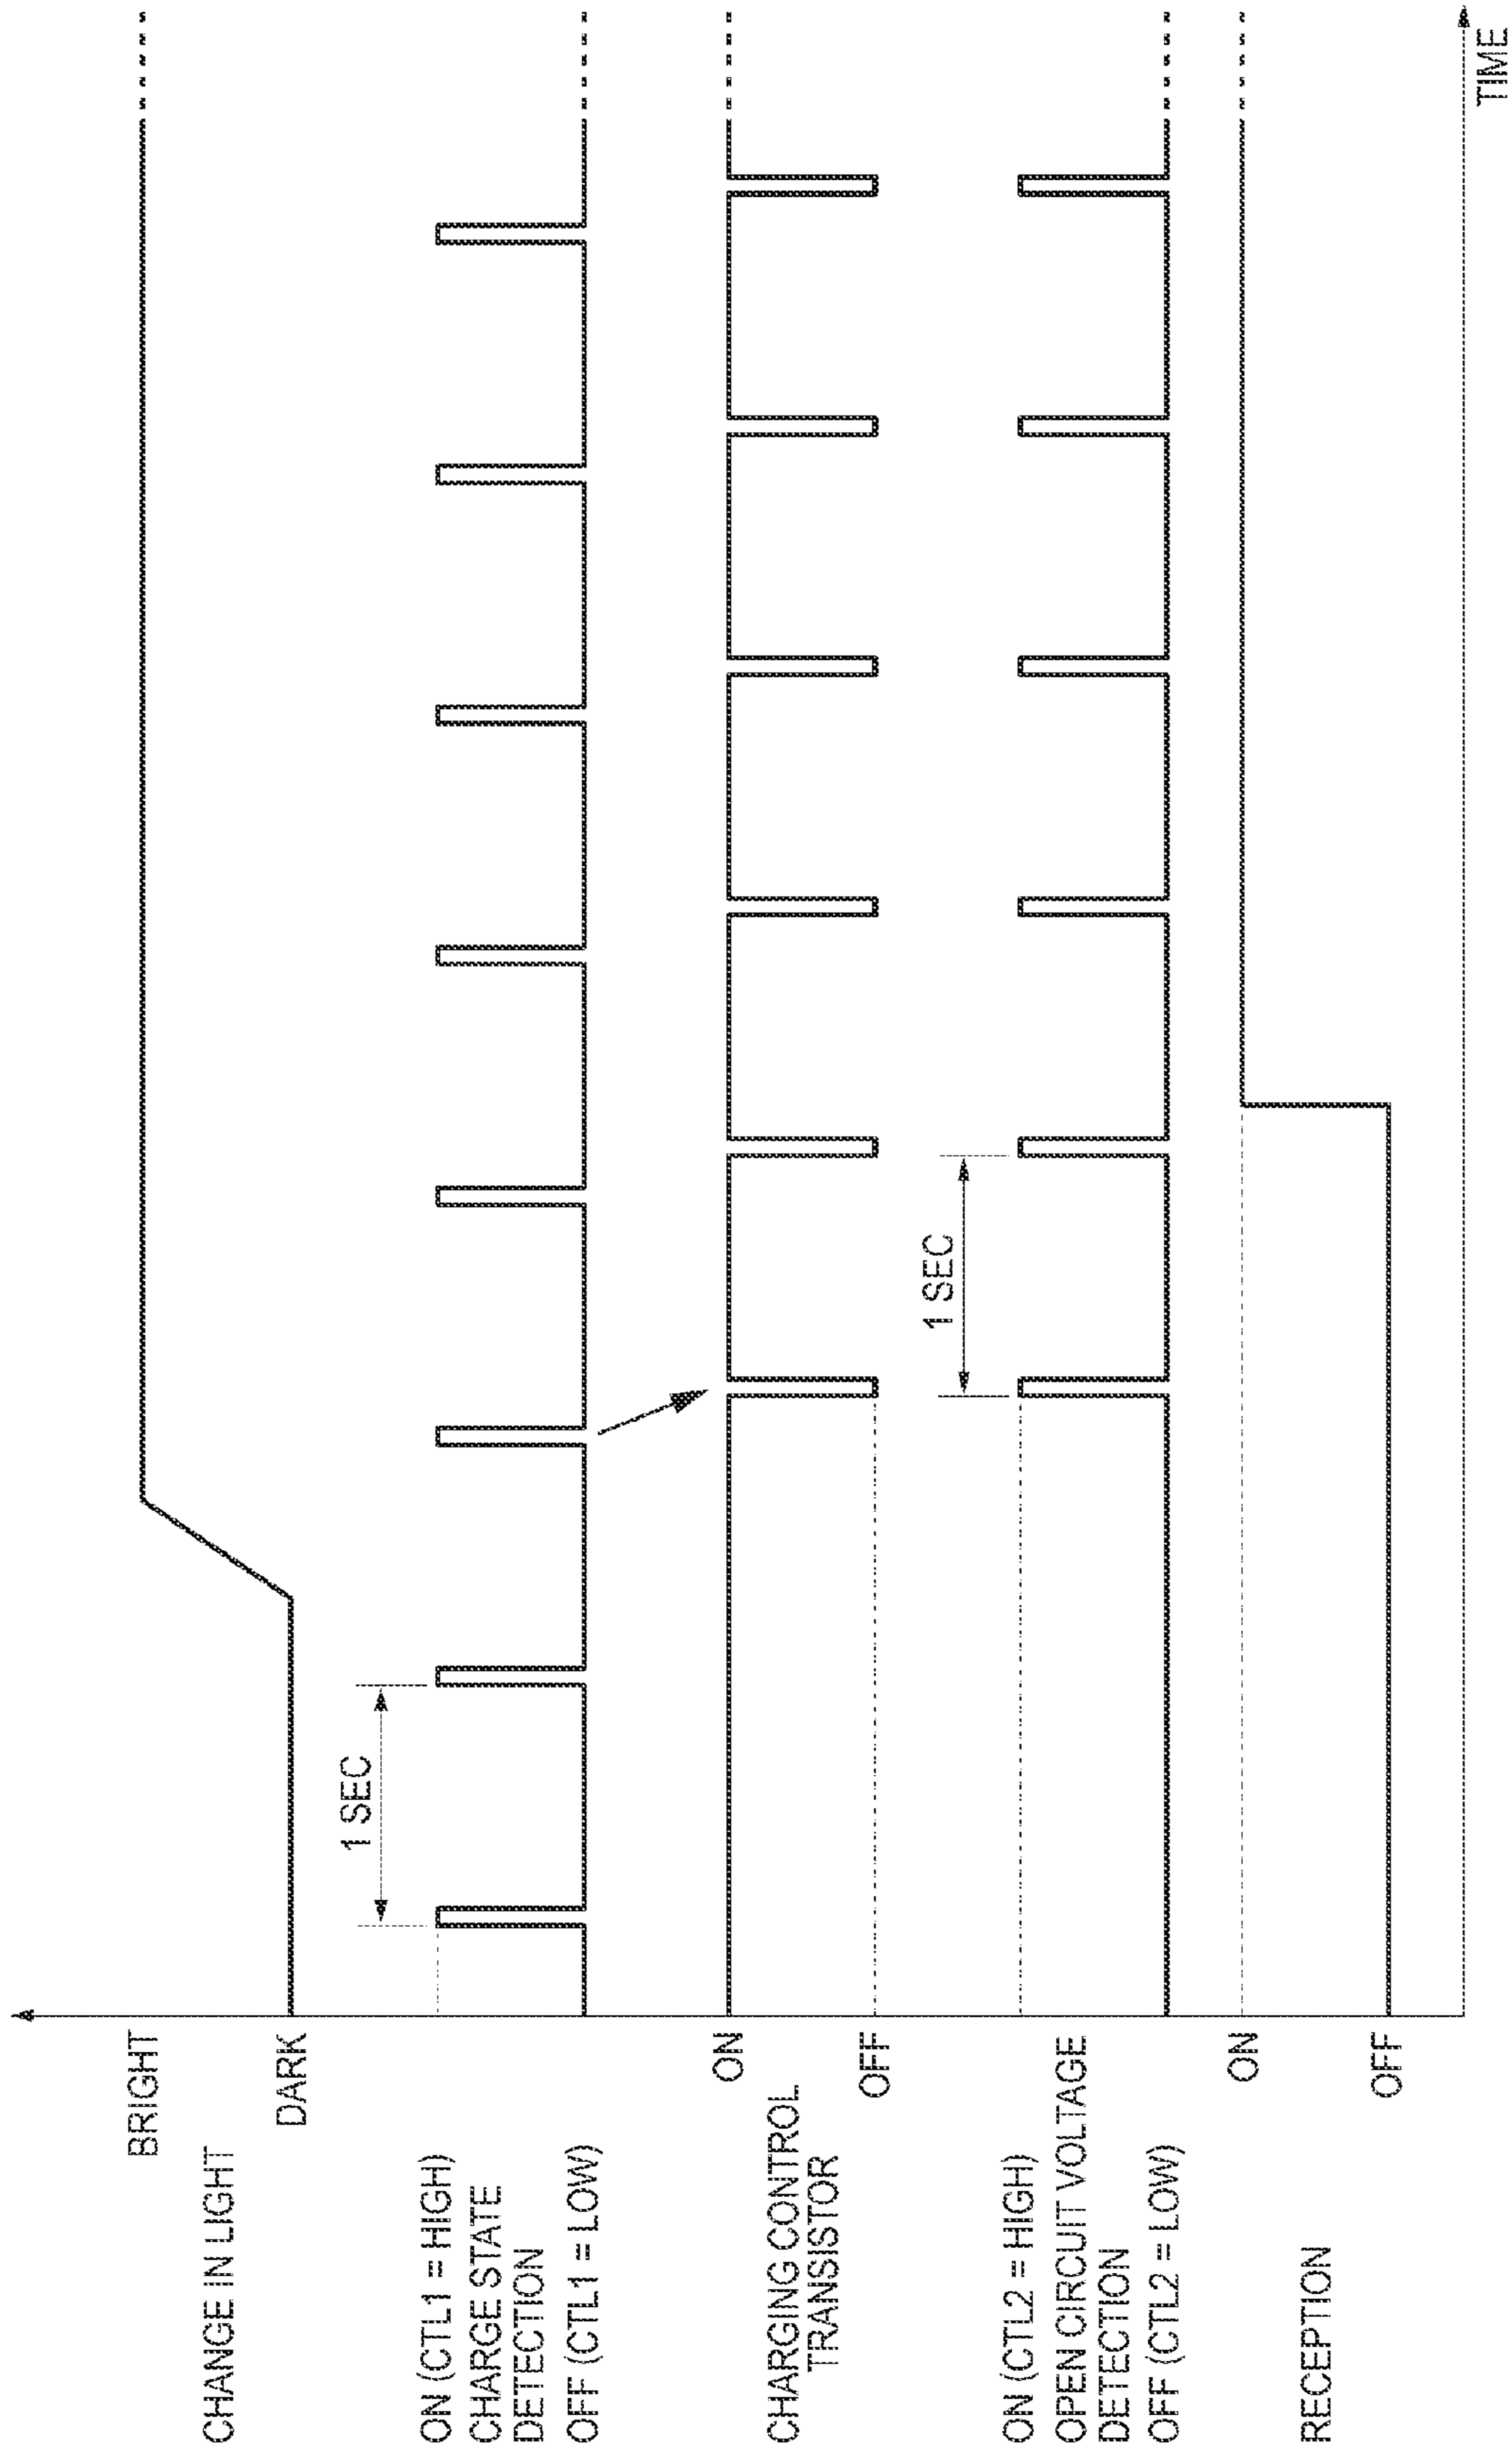 BRIGHT
CHANGE IN LIGHT
DARK
1 SEC
ON (CTL1 = HIGH)
CHARGE STATE
DETECTION
OFF (CTL1 = LOW)
ON
CHARGING CONTROL
TRANSISTOR
OFF
1 SEC
ON (CTL2 = HIGH)
OPEN CIRCUIT VOLTAGE
DETECTION
OFF (CTL2 = LOW)
ON
RECEPTION
OFF
TIME